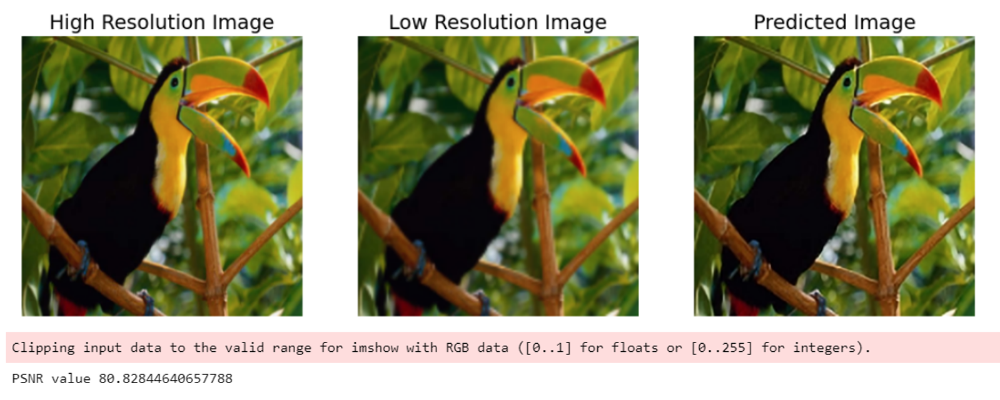 High Resolution Image
Low Resolution Image
Predicted Image
Clipping input data to the valid range for imshow with RGB data ([0..1] for floats or [0..255] for integers).
PSNR value 80.82844640657788